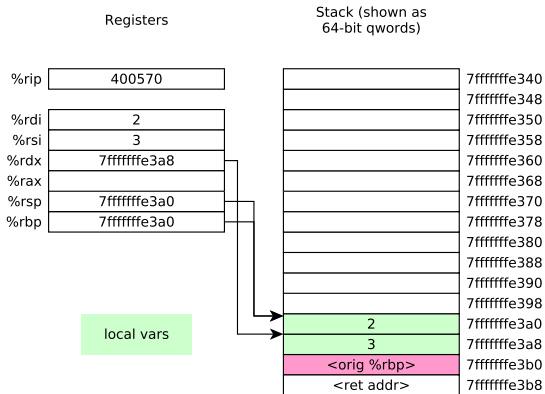 Registers
Stack (shown as
64-bit qwords)
%rip 400570
%rdi 2
%rsi 3
%rdx 7fffffffe3a8
%rax
%rsp 7fffffffe3a0
%rbp 7fffffffe3a0
local vars
7fffffffe340
7fffffffe348
7fffffffe350
7fffffffe358
7fffffffe360
7fffffffe368
7fffffffe370
7fffffffe378
7fffffffe380
7fffffffe388
7fffffffe390
7fffffffe398
2 7fffffffe3a0
3 7fffffffe3a8
<orig %rbp> 7fffffffe3b0
<ret addr> 7fffffffe3b8